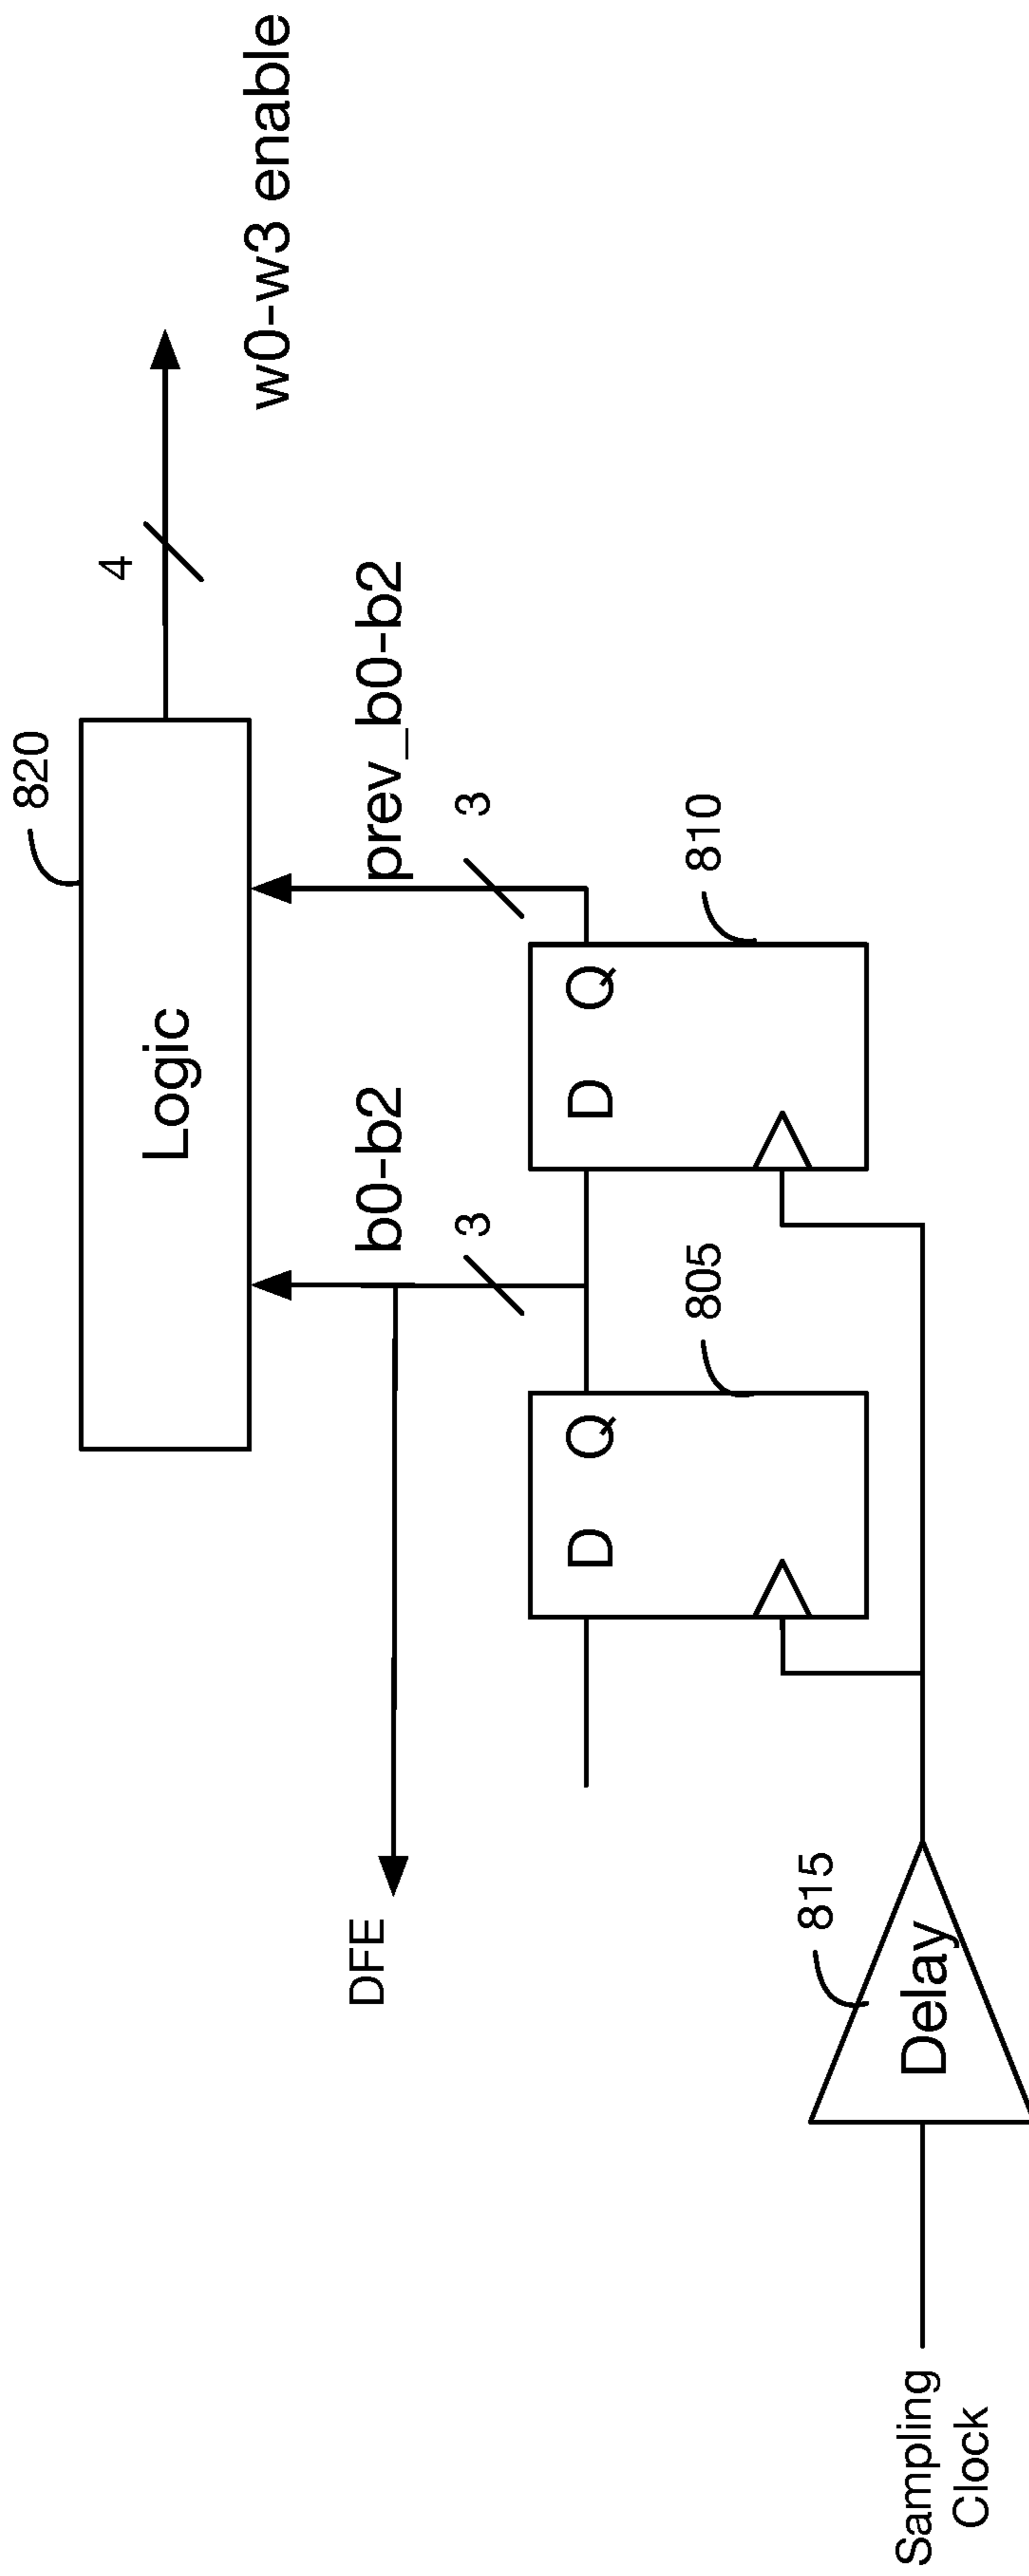 820
Logic
4
w0-w3 enable
DFE
b0-b2
prev_b0-b2
3
3
D Q
805
D Q
810
815
Delay
Sampling
Clock